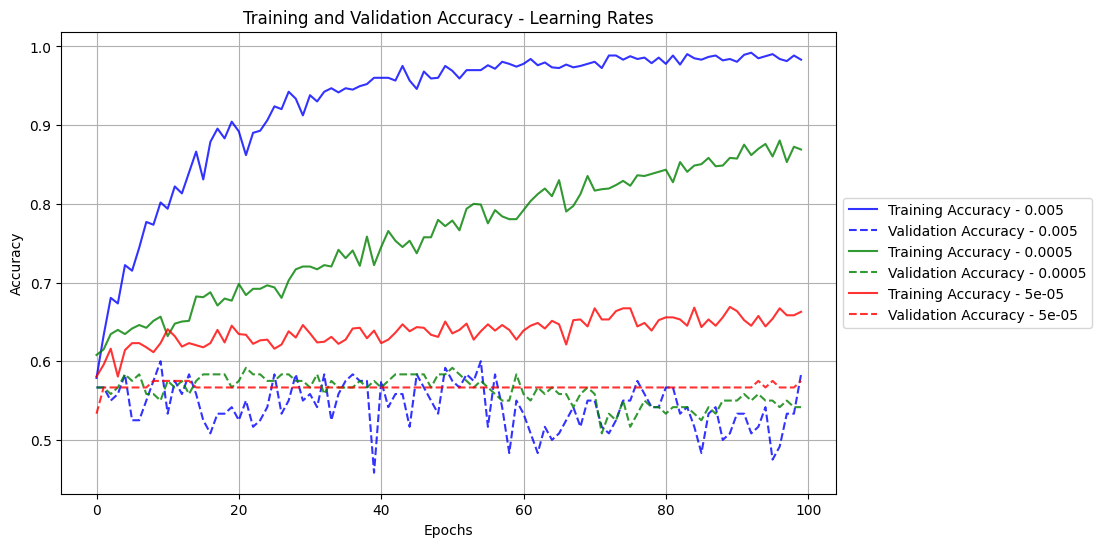 Training and Validation Accuracy - Learning Rates
1.0
0.9
0.8
0.7
0.6
0.5
Accuracy
0
20
40
60
80
100
Epochs
Training Accuracy - 0.005
Validation Accuracy - 0.005
Training Accuracy - 0.0005
Validation Accuracy - 0.0005
Training Accuracy - 5e-05
Validation Accuracy - 5e-05